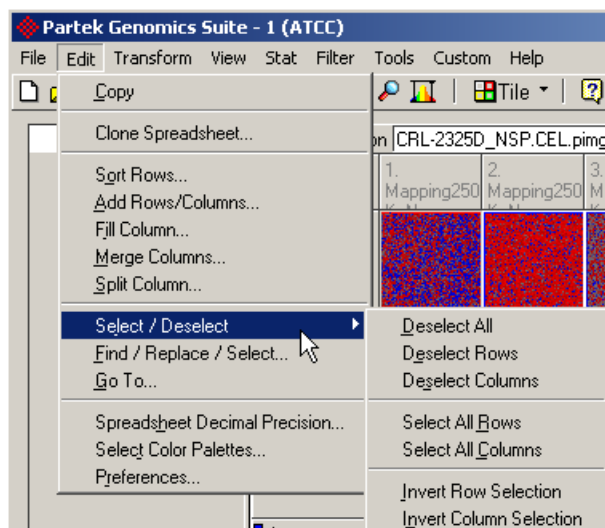 Partek Genomics Suite - 1 (ATCC)
File Edit Transform View Stat Filter Tools Custom Help
Tile
Copy
Clone Spreadsheet...
on CRL-2325D_NSP.CEL.pimg
1. 2. 3.
Mapping250 Mapping250 M
Sort Rows...
Add Rows/Columns...
Fill Column...
Merge Columns...
Split Column...
Select / Deselect
Find / Replace / Select...
Go To...
Spreadsheet Decimal Precision...
Select Color Palettes...
Preferences...
Deselect All
Deselect Rows
Deselect Columns
Select All Rows
Select All Columns
Invert Row Selection
Invert Column Selection